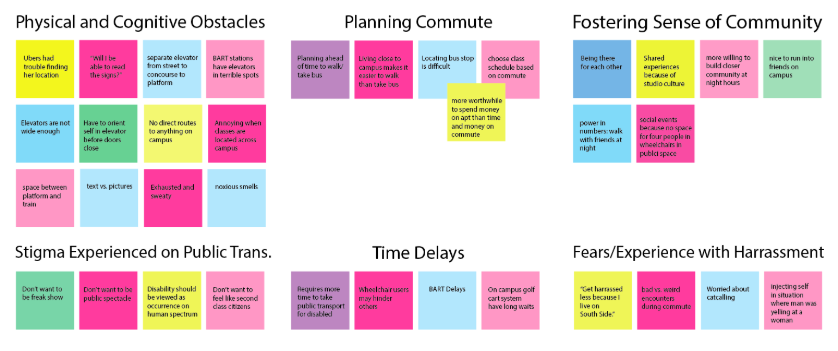 Physical and Cognitive Obstacles
Ubers had
trouble finding
her location
"Will I be
able to read
the signs?"
separate elevator
from street to
concourse to
platform
BART stations
have elevators
in terrible spots
Elevators are not
wide enough
Have to orient
self in elevator
before doors
close
No direct routes
to anything on
campus
Annoying when
classes are
located across
campus
space between
platform and
train
text vs. pictures
Exhausted and
sweaty
noxious smells
Planning Commute
Planning ahead
of time to walk/
take bus
Living close to
campus makes it
easier to walk
than take bus
Locating bus stop
is difficult
choose class
schedule based
on commute
more worthwhile
to spend money
on apt than time
and money on
commute
Fostering Sense of Community
Being there
for each other
Shared
experiences
because of
studio culture
more willing to
build closer
community at
night hours
nice to run into
friends on
campus
power in
numbers: walk
with friends at
night
social events
because no space
for four people in
wheelchairs in
publci space
Stigma Experienced on Public Trans.
Don't want to
be freak show
Don't want to be
public spectacle
Disability should
be viewed as
occurrence on
human spectrum
Don't want to
feel like second
class citizens
Time Delays
Requires more
time to take
public transport
for disabled
Wheelchair users
may hinder
others
BART Delays
On campus golf
cart system
have long waits
Fears/Experience with Harrassment
"Get harrassed
less because I
live on
South Side."
bad vs. weird
encounters
during commute
Worried about
catcalling
injecting self
in situation
where man was
yelling at a
woman